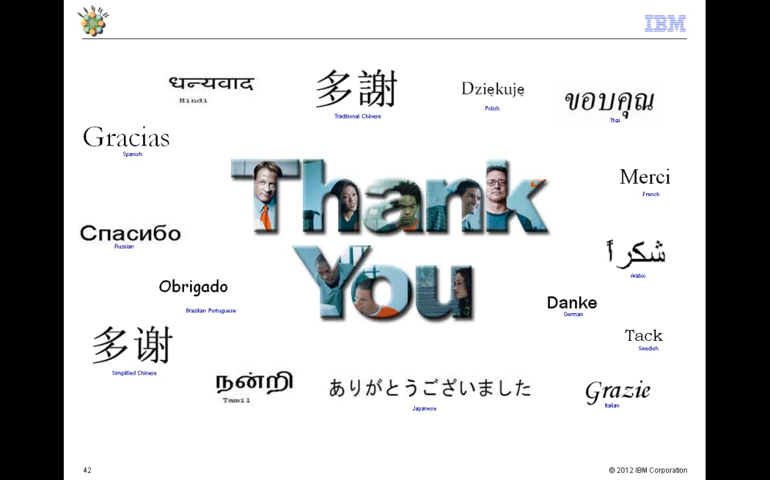 IBM
धन्यवाद
Hindi
多謝
Traditional Chinese
Dziękuję
Polish
ขอบคุณ
Thai
Gracias
Spanish
Thank
You
Merci
French
Спасибо
Russian
شكراً
Arabic
Obrigado
Brazilian Portuguese
Danke
German
多谢
Simplified Chinese
Tack
Swedish
நன்றி
Tamil
ありがとうございました
Japanese
Grazie
Italian
42
© 2012 IBM Corporation